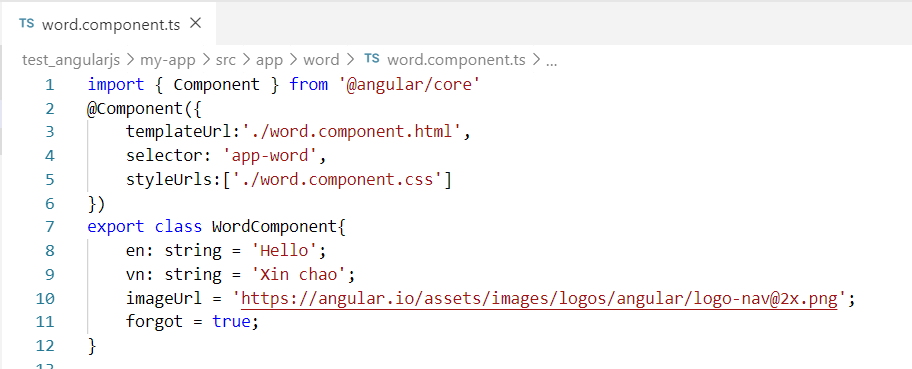 TS word.component.ts ×
test_angularjs > my-app > src > app > word > TS word.component.ts > ...
1 import { Component } from '@angular/core'
2 @Component({
3     templateUrl:'./word.component.html',
4     selector: 'app-word',
5     styleUrls:['./word.component.css']
6 })
7 export class WordComponent{
8     en: string = 'Hello';
9     vn: string = 'Xin chao';
10     imageUrl = 'https://angular.io/assets/images/logos/angular/logo-nav@2x.png';
11     forgot = true;
12 }